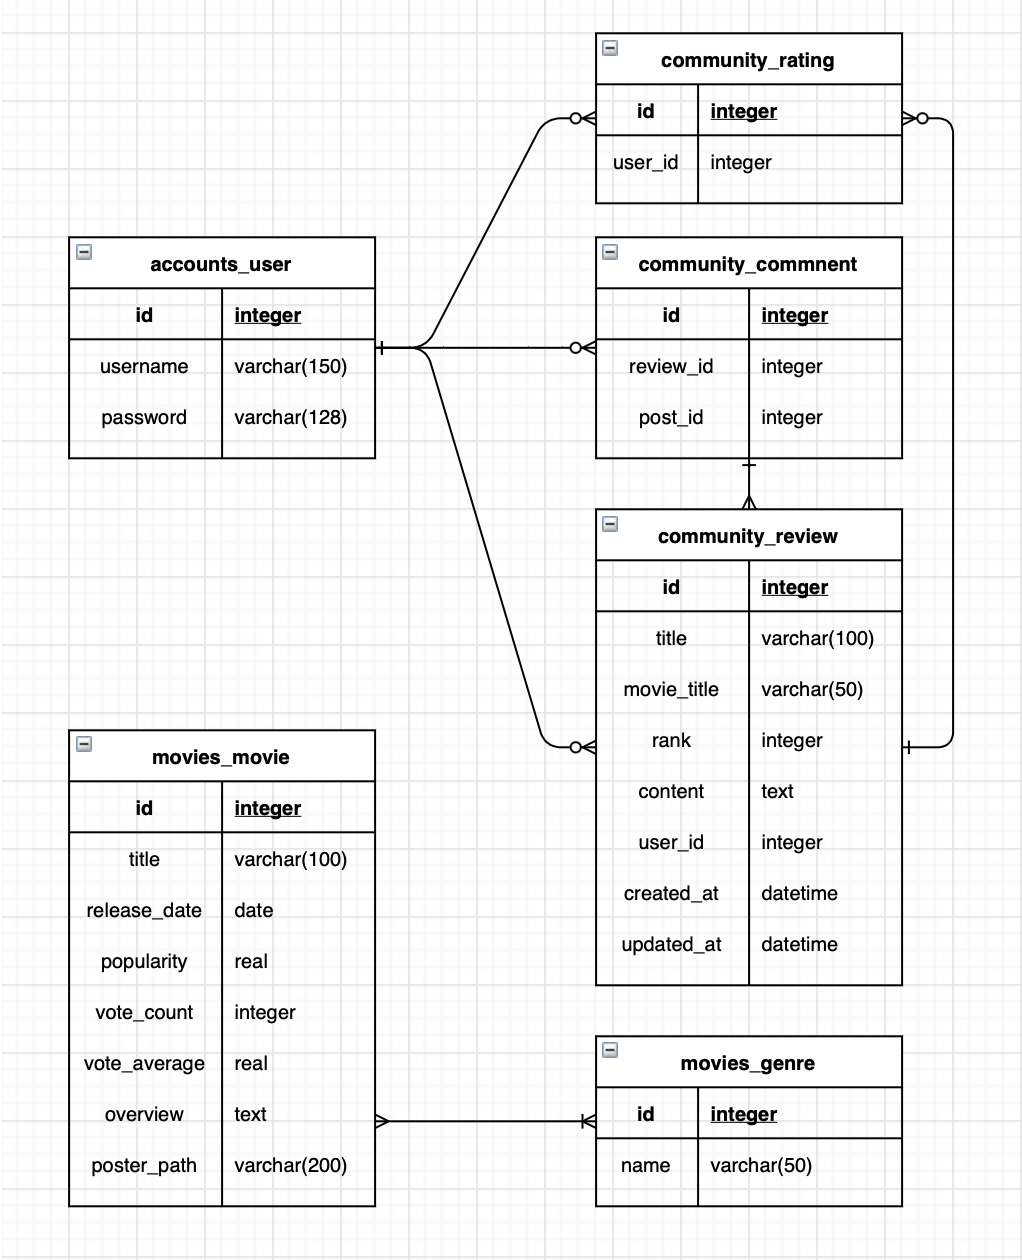 community_rating
id integer
user_id integer
accounts_user
id integer
username varchar(150)
password varchar(128)
community_commnent
id integer
review_id integer
post_id integer
community_review
id integer
title varchar(100)
movie_title varchar(50)
rank integer
content text
user_id integer
created_at datetime
updated_at datetime
movies_movie
id integer
title varchar(100)
release_date date
popularity real
vote_count integer
vote_average real
overview text
poster_path varchar(200)
movies_genre
id integer
name varchar(50)